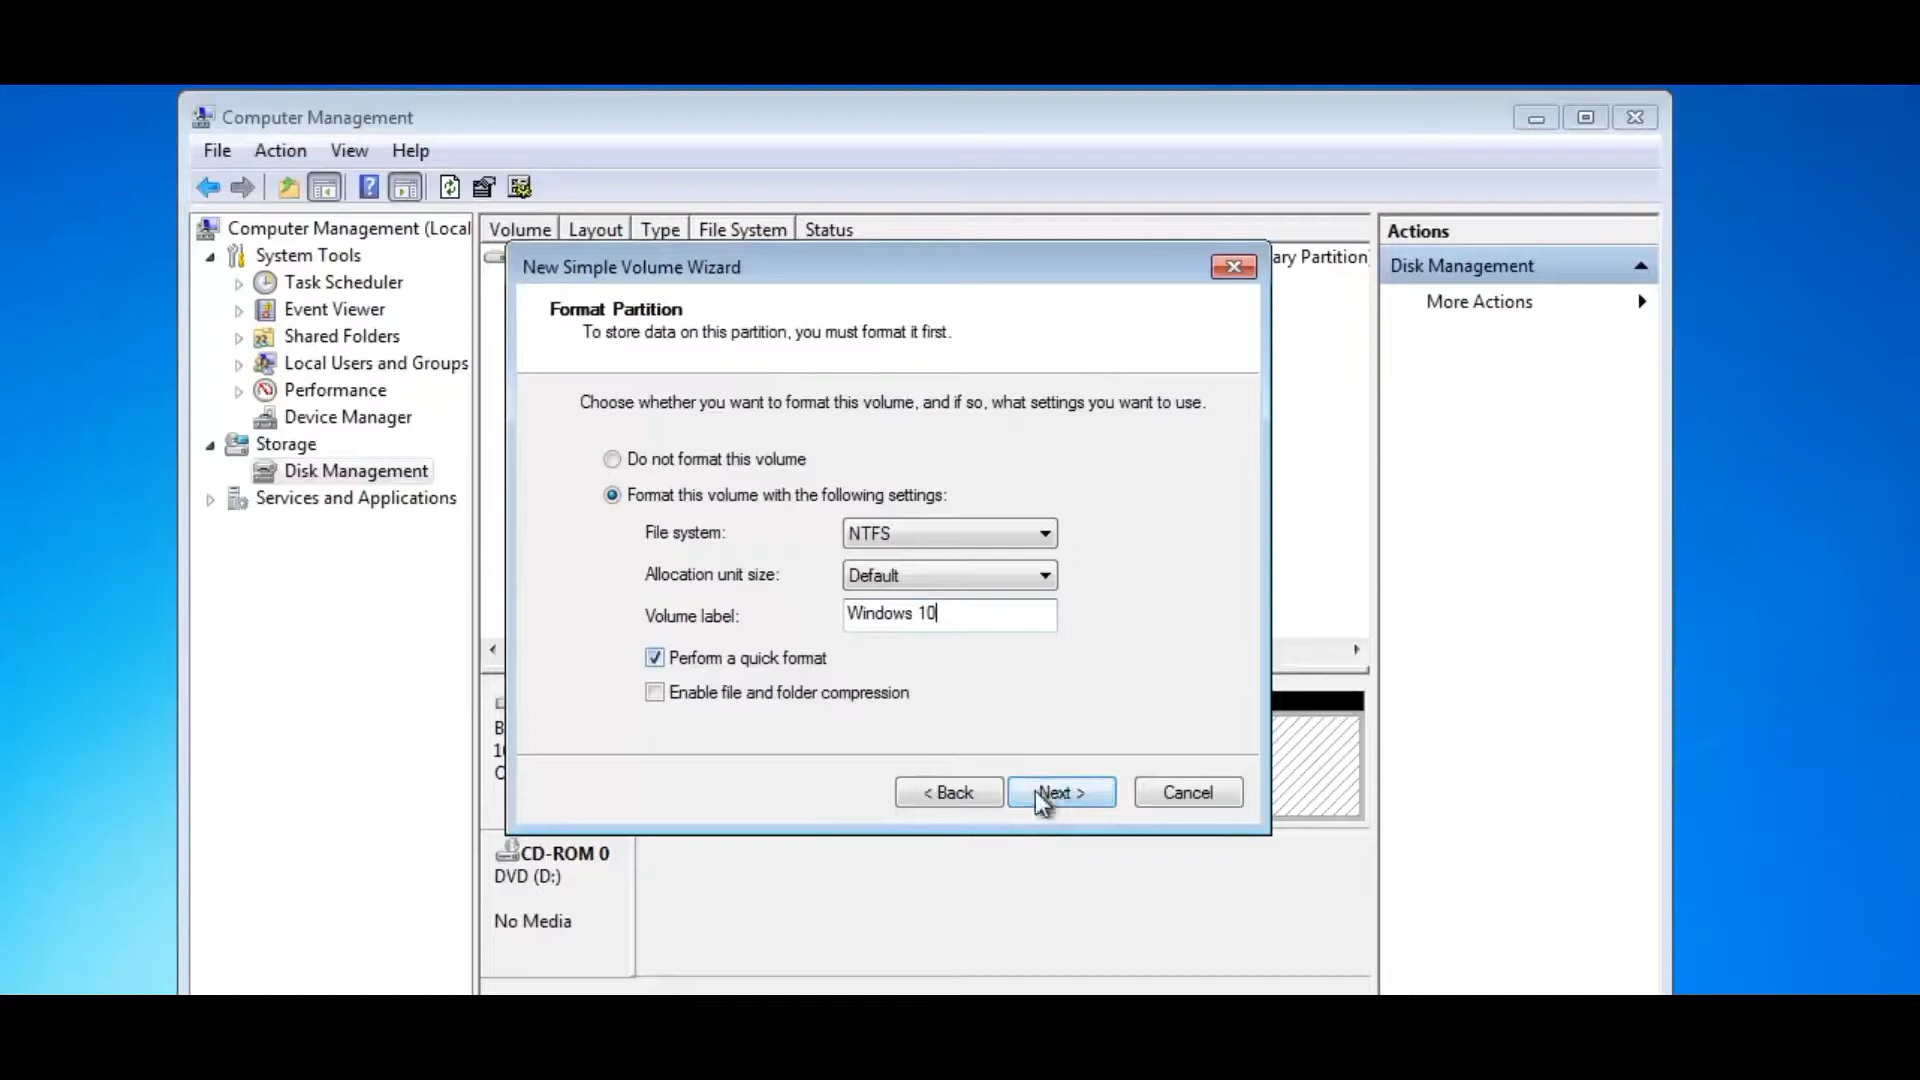 Computer Management
File Action View Help
Computer Management (Local
System Tools
Task Scheduler
Event Viewer
Shared Folders
Local Users and Groups
Performance
Device Manager
Storage
Disk Management
Services and Applications
Volume Layout Type File System Status
ary Partition
New Simple Volume Wizard
Format Partition
To store data on this partition, you must format it first.
Choose whether you want to format this volume, and if so, what settings you want to use.
Do not format this volume
Format this volume with the following settings:
File system: NTFS
Allocation unit size: Default
Volume label: Windows 10
Perform a quick format
Enable file and folder compression
< Back Next > Cancel
CD-ROM 0
DVD (D:)
No Media
Actions
Disk Management
More Actions